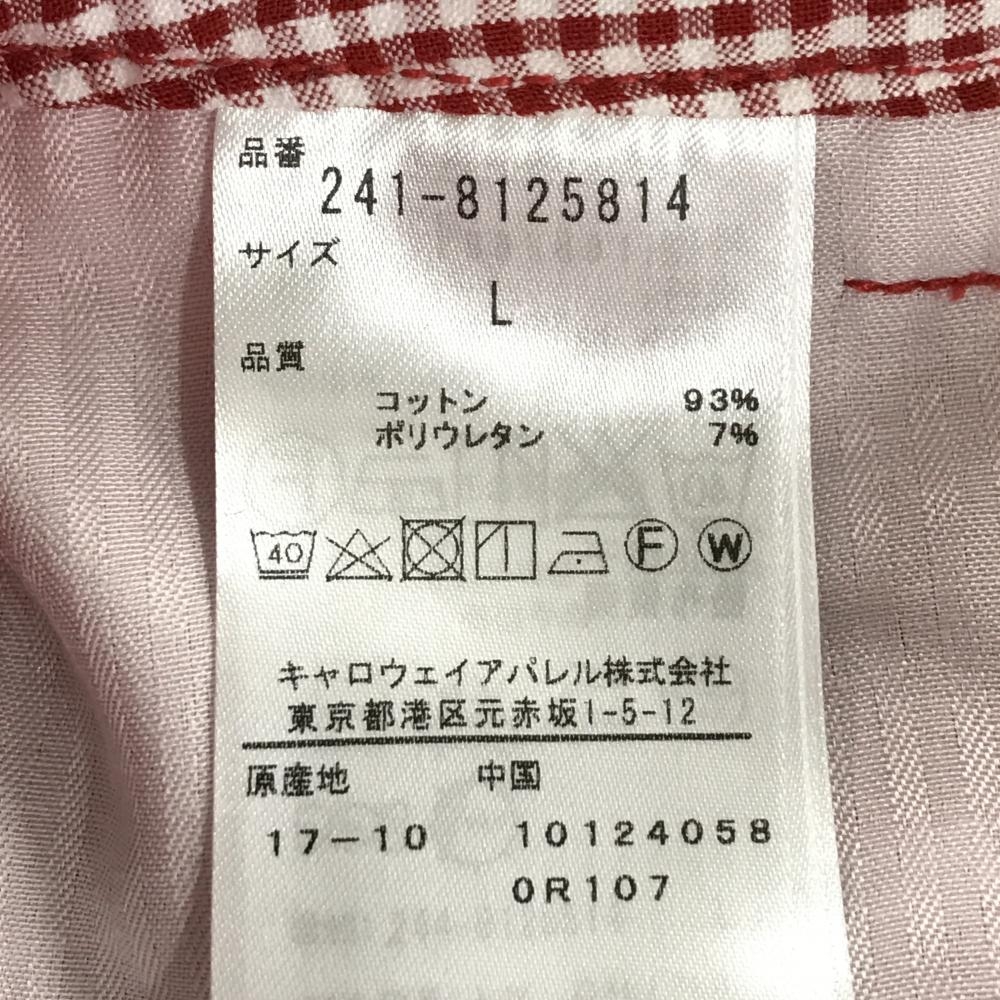 品番
241-8125814
サイズ
L
品質
コットン 93%
ポリウレタン 7%
40 F W
キャロウェイアパレル株式会社
東京都港区元赤坂1-5-12
原産地 中国
17-10 10124058
0R107